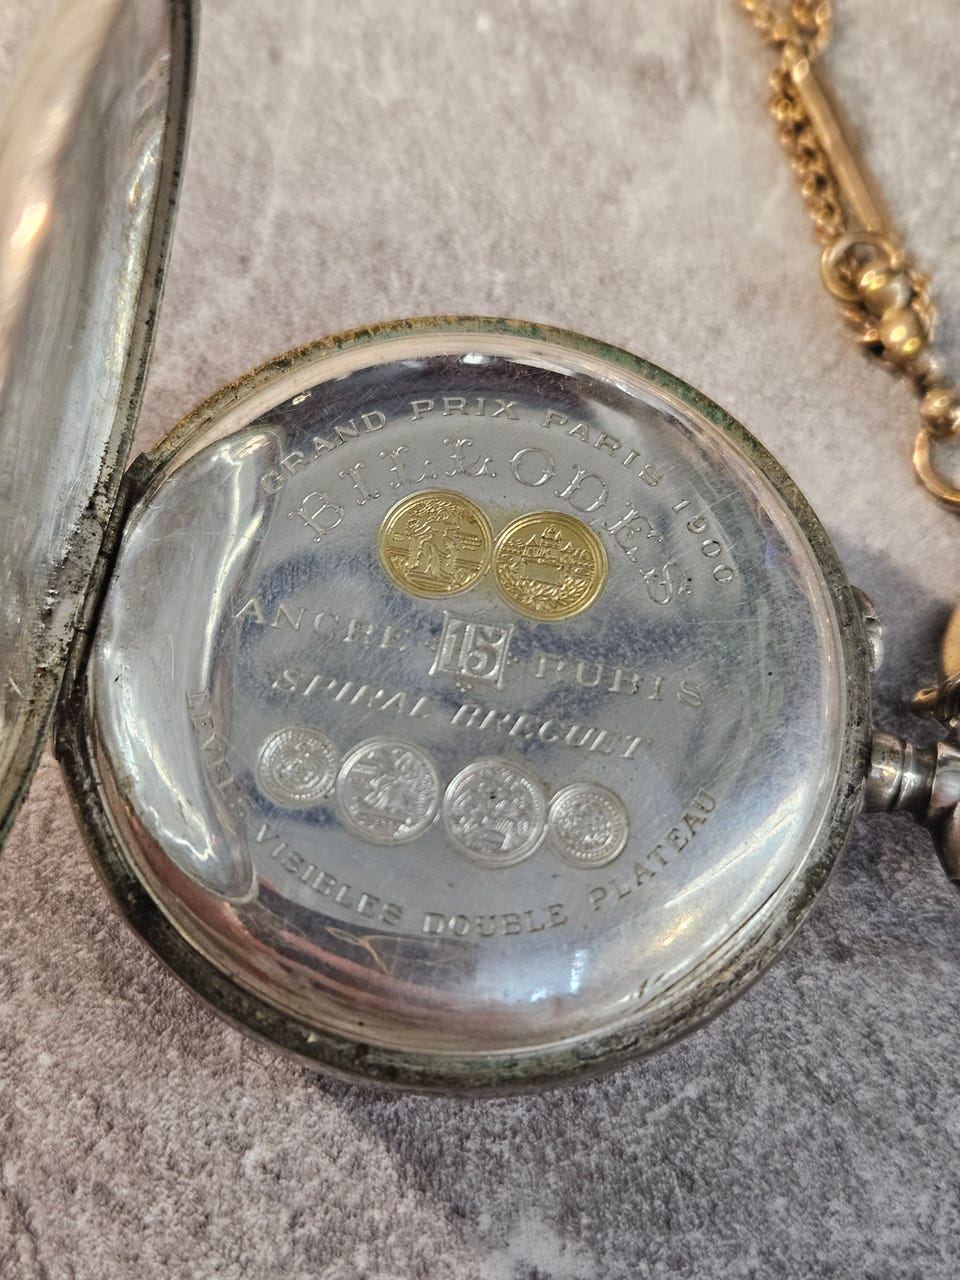 GRAND PRIX PARIS 1900
BILLODES
ANCRE 15 RUBIS
SPIRAL BREGUET
LEVEES VISIBLES DOUBLE PLATEAU